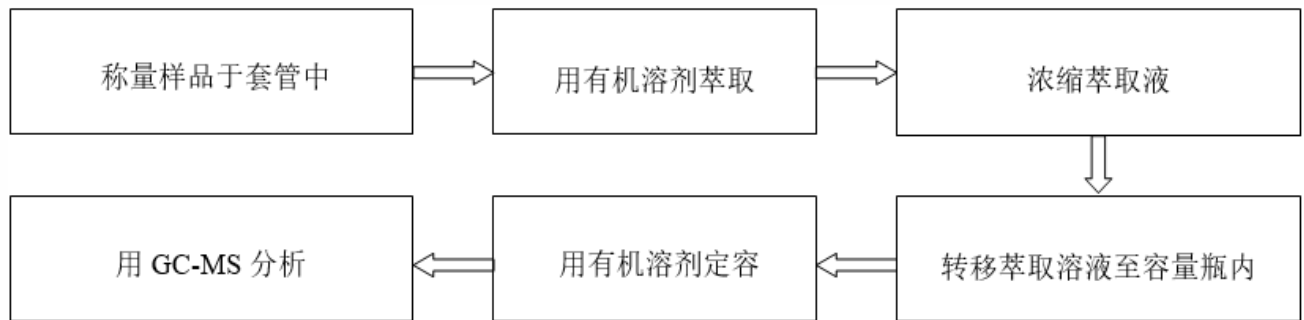 称量样品于套管中
用有机溶剂萃取
浓缩萃取液
转移萃取溶液至容量瓶内
用有机溶剂定容
用 GC-MS 分析